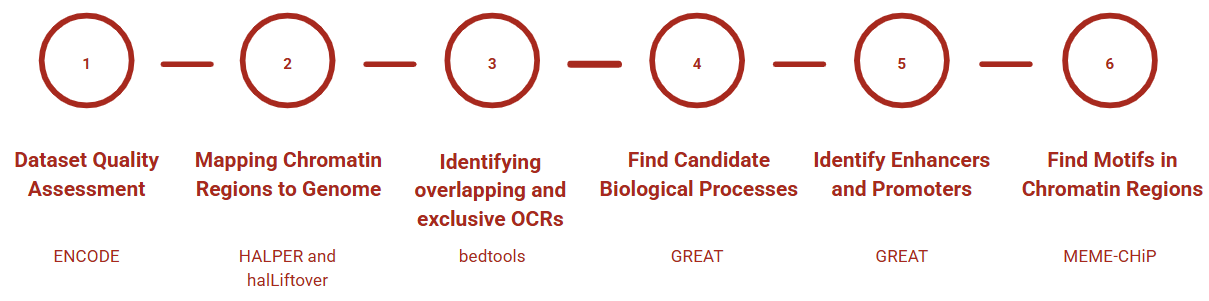 1
2
3
4
5
6
Dataset Quality
Assessment
Mapping Chromatin
Regions to Genome
Identifying
overlapping and
exclusive OCRs
Find Candidate
Biological Processes
Identify Enhancers
and Promoters
Find Motifs in
Chromatin Regions
ENCODE
HALPER and
halLiftover
bedtools
GREAT
GREAT
MEME-CHiP